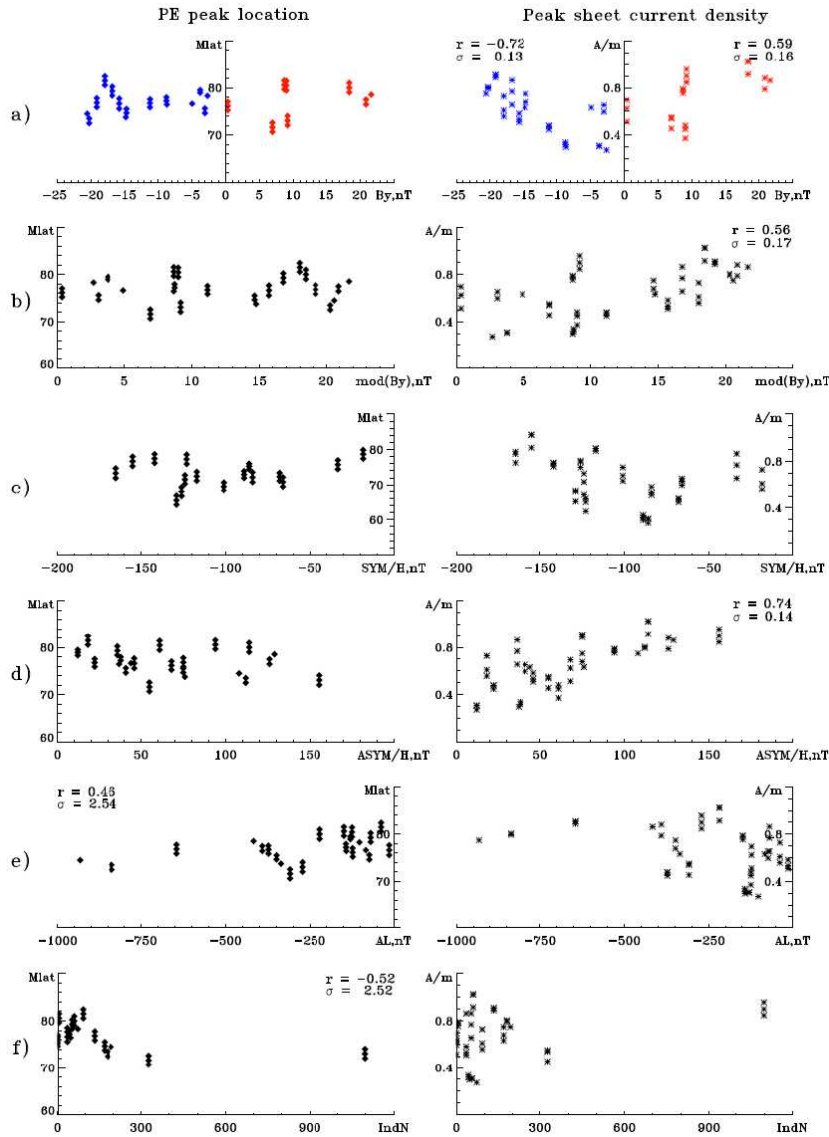 PE peak location
Peak sheet current density
a)
Mlat
80
70
-25 -20 -15 -10 -5 0 5 10 15 20 By,nT
r = -0.72
σ = 0.13
A/m
0.8
0.4
r = 0.59
σ = 0.16
-25 -20 -15 -10 -5 0 5 10 15 20 By,nT
b)
Mlat
80
70
60
0 5 10 15 20 mod(By),nT
A/m
0.8
0.4
r = 0.56
σ = 0.17
0 5 10 15 20 mod(By),nT
c)
Mlat
80
70
60
-200 -150 -100 -50 SYM/H,nT
A/m
0.8
0.4
-200 -150 -100 -50 SYM/H,nT
d)
Mlat
80
70
60
0 50 100 150 ASYM/H,nT
A/m
0.8
0.4
r = 0.74
σ = 0.14
0 50 100 150 ASYM/H,nT
e)
r = 0.46
σ = 2.54
Mlat
80
70
-1000 -750 -500 -250 AL,nT
A/m
0.8
0.4
-1000 -750 -500 -250 AL,nT
f)
Mlat
80
70
60
r = -0.52
σ = 2.52
0 300 600 900 IndN
A/m
0.8
0.4
0 300 600 900 IndN